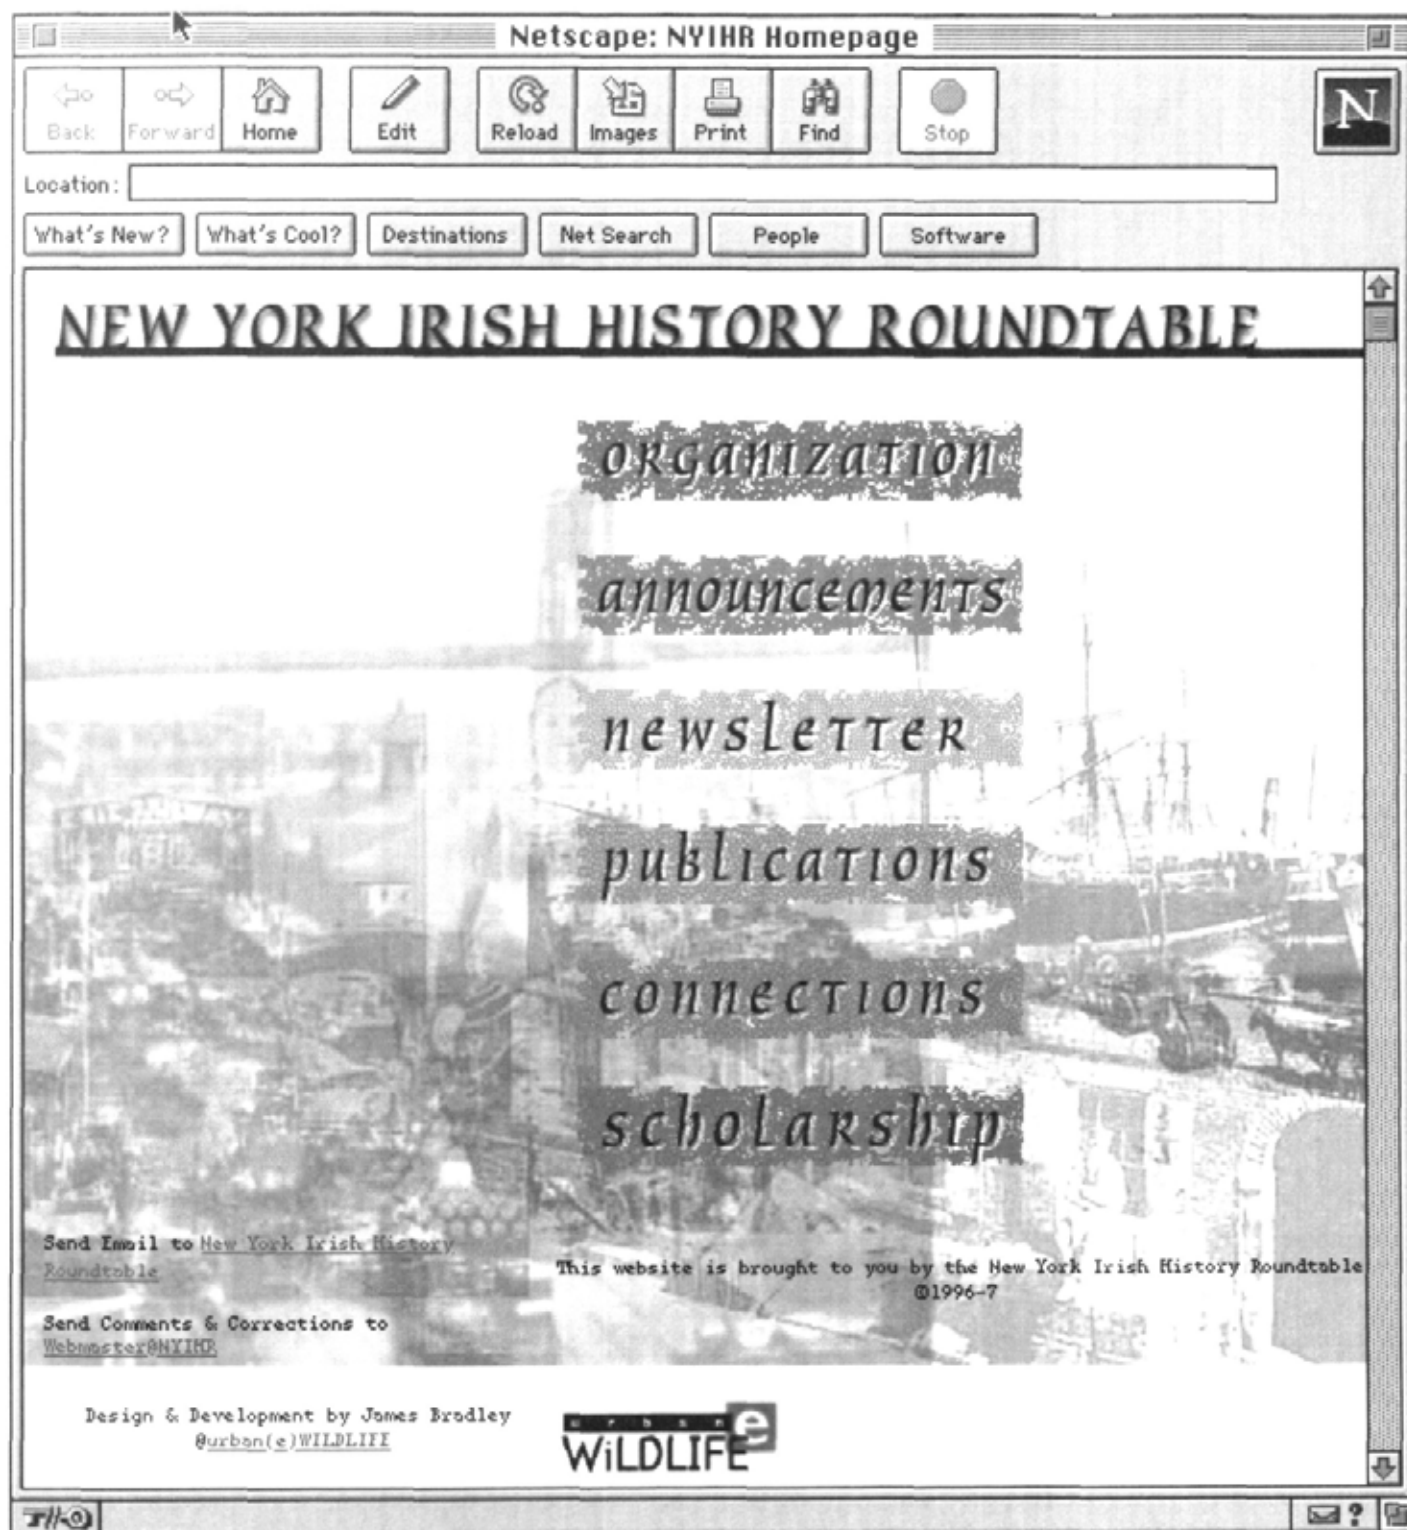 Netscape: NYIHR Homepage
Back Forward Home Edit Reload Images Print Find Stop N
Location:
What's New? What's Cool? Destinations Net Search People Software
NEW YORK IRISH HISTORY ROUNDTABLE
organization
announcements
newsletter
publications
connections
scholarship
Send Email to New York Irish History
Roundtable
This website is brought to you by the New York Irish History Roundtable
©1996-7
Send Comments & Corrections to
Webmaster@NYIHR
Design & Development by James Bradley
@urban(e)WILDLIFE
urban e
WiLDLIFE